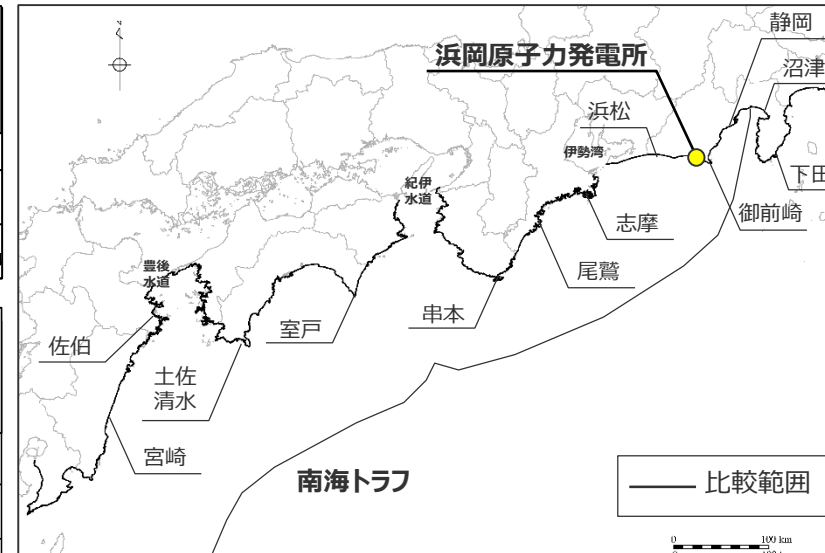 静岡
浜岡原子力発電所
沼津
浜松
伊勢湾
下田
紀伊
水道
御前崎
志摩
豊後
水道
尾鷲
串本
室戸
佐伯
土佐
清水
宮崎
南海トラフ
比較範囲
0 100 km